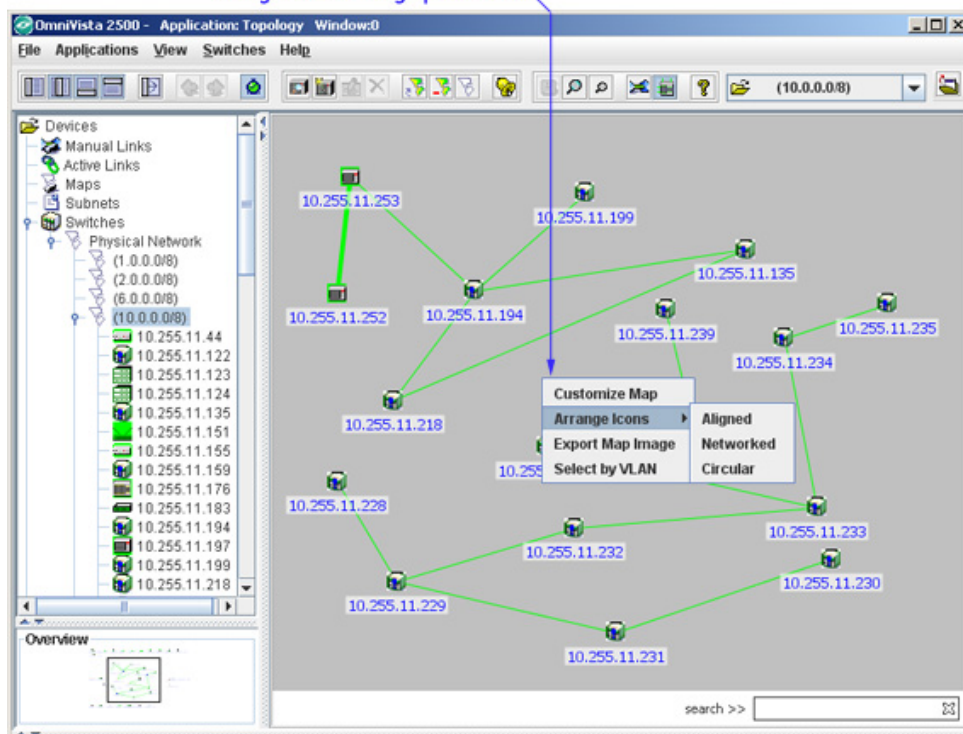 OmniVista 2500 - Application: Topology Window:0
File Applications View Switches Help
(10.0.0.0/8)
Devices
Manual Links
Active Links
Maps
Subnets
Switches
Physical Network
(1.0.0.0/8)
(2.0.0.0/8)
(6.0.0.0/8)
(10.0.0.0/8)
10.255.11.44
10.255.11.122
10.255.11.123
10.255.11.124
10.255.11.135
10.255.11.151
10.255.11.155
10.255.11.159
10.255.11.176
10.255.11.183
10.255.11.194
10.255.11.197
10.255.11.199
10.255.11.218
Overview
10.255.11.253
10.255.11.199
10.255.11.135
10.255.11.252
10.255.11.194
10.255.11.239
10.255.11.235
10.255.11.234
10.255.11.218
Customize Map
Arrange Icons
Export Map Image
Select by VLAN
Aligned
Networked
Circular
10.255
10.255.11.228
10.255.11.233
10.255.11.232
10.255.11.230
10.255.11.229
10.255.11.231
search >>